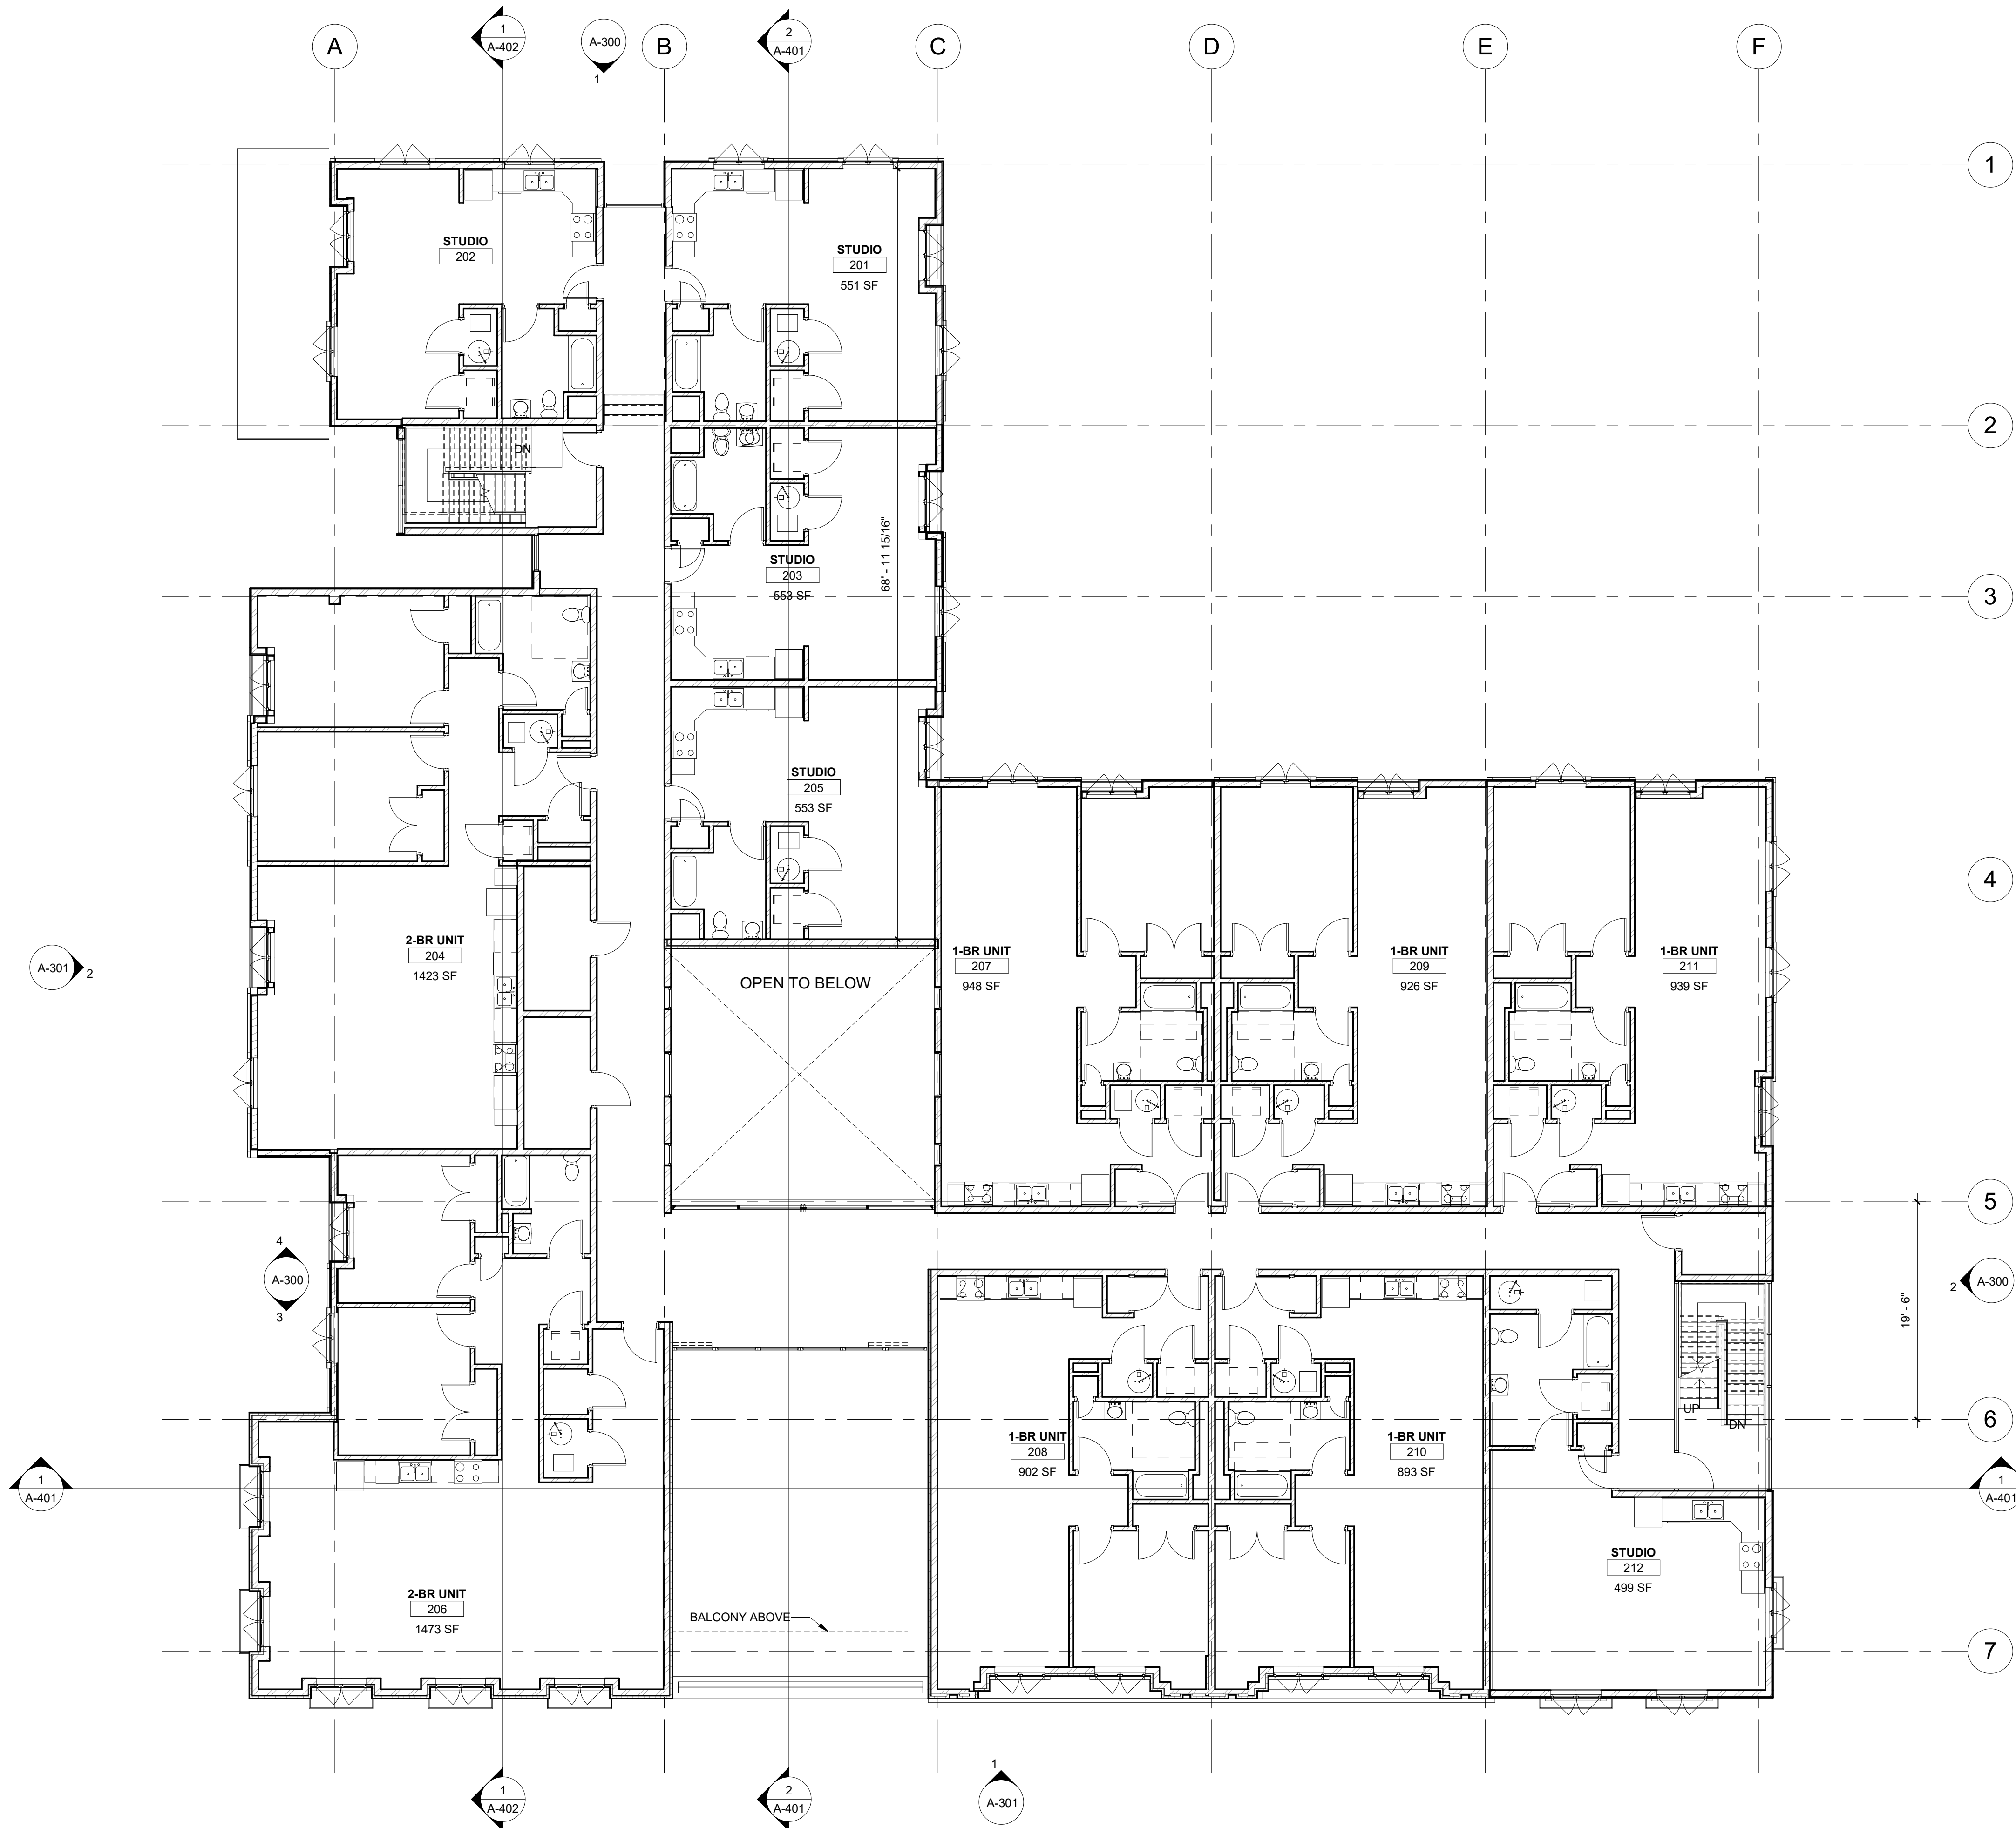 A
1
A-402
A-300
1
B
2
A-401
C
D
E
F
1
STUDIO
202
STUDIO
201
551 SF
2
DN
68' - 11 15/16"
STUDIO
203
553 SF
3
STUDIO
205
553 SF
4
2-BR UNIT
204
1423 SF
A-301
2
OPEN TO BELOW
1-BR UNIT
207
948 SF
1-BR UNIT
209
926 SF
1-BR UNIT
211
939 SF
5
4
A-300
3
2
A-300
19' - 6"
UP
DN
6
1-BR UNIT
208
902 SF
1-BR UNIT
210
893 SF
1
A-401
1
A-401
STUDIO
212
499 SF
2-BR UNIT
206
1473 SF
BALCONY ABOVE
7
1
A-402
2
A-401
1
A-301